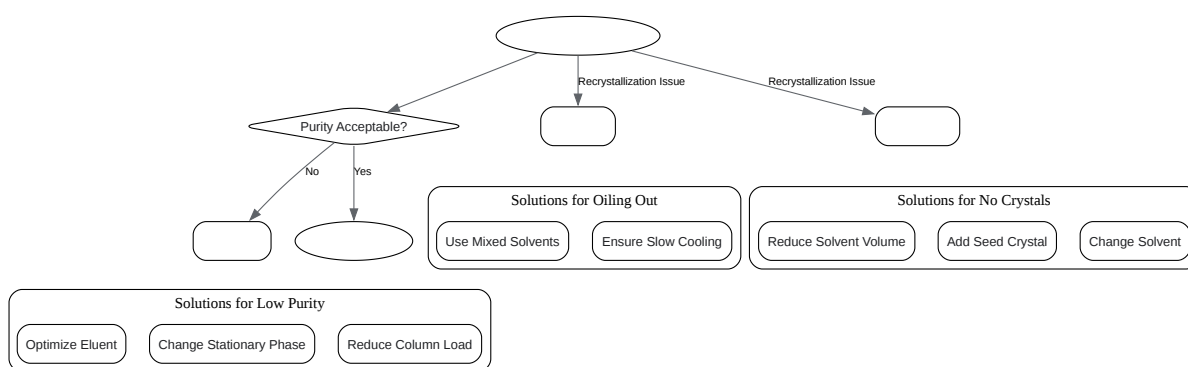 Recrystallization Issue
Recrystallization Issue
Purity Acceptable?
No
Yes
Solutions for Oiling Out
Use Mixed Solvents
Ensure Slow Cooling
Solutions for No Crystals
Reduce Solvent Volume
Add Seed Crystal
Change Solvent
Solutions for Low Purity
Optimize Eluent
Change Stationary Phase
Reduce Column Load